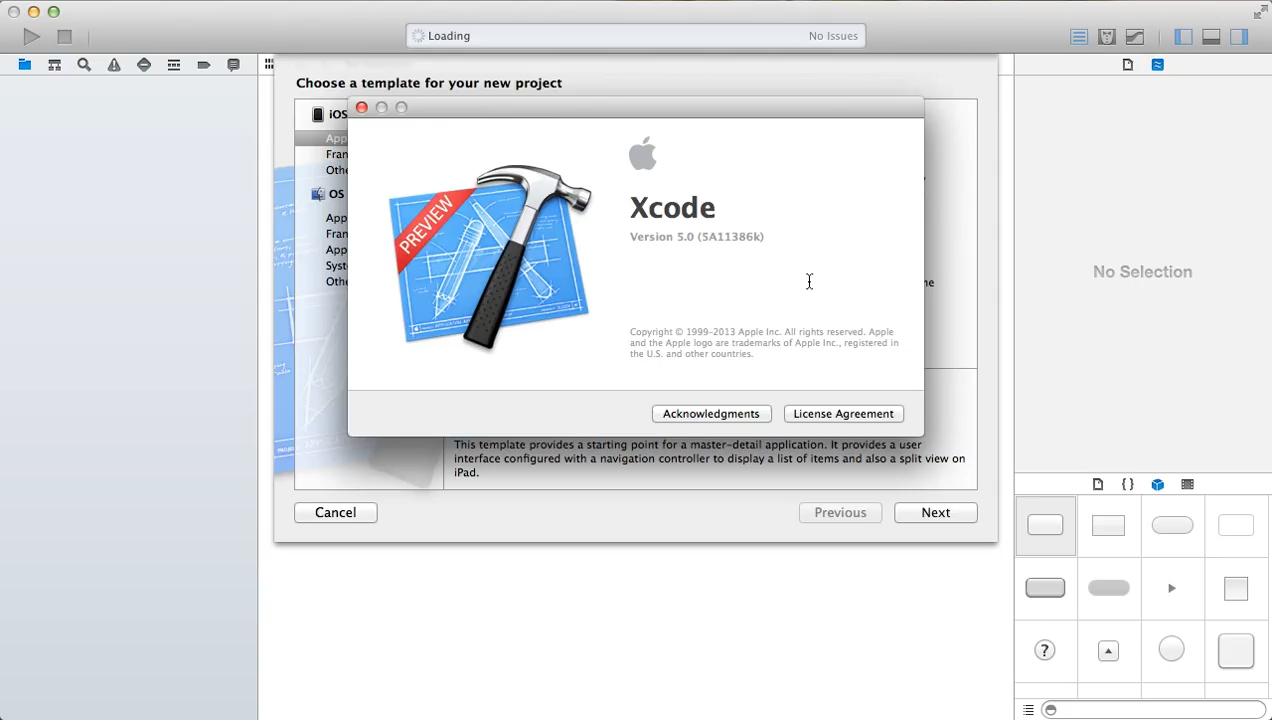 Loading
No Issues
Choose a template for your new project
iOS
App
Fran
Othe
OS
App
Fran
App
Syst
Othe
PREVIEW
Xcode
Version 5.0 (5A11386k)
Copyright © 1999-2013 Apple Inc. All rights reserved. Apple
and the Apple logo are trademarks of Apple Inc., registered in
the U.S. and other countries.
ne
Acknowledgments
License Agreement
This template provides a starting point for a master-detail application. It provides a user
interface configured with a navigation controller to display a list of items and also a split view on
iPad.
Cancel
Previous
Next
No Selection
{ }
?